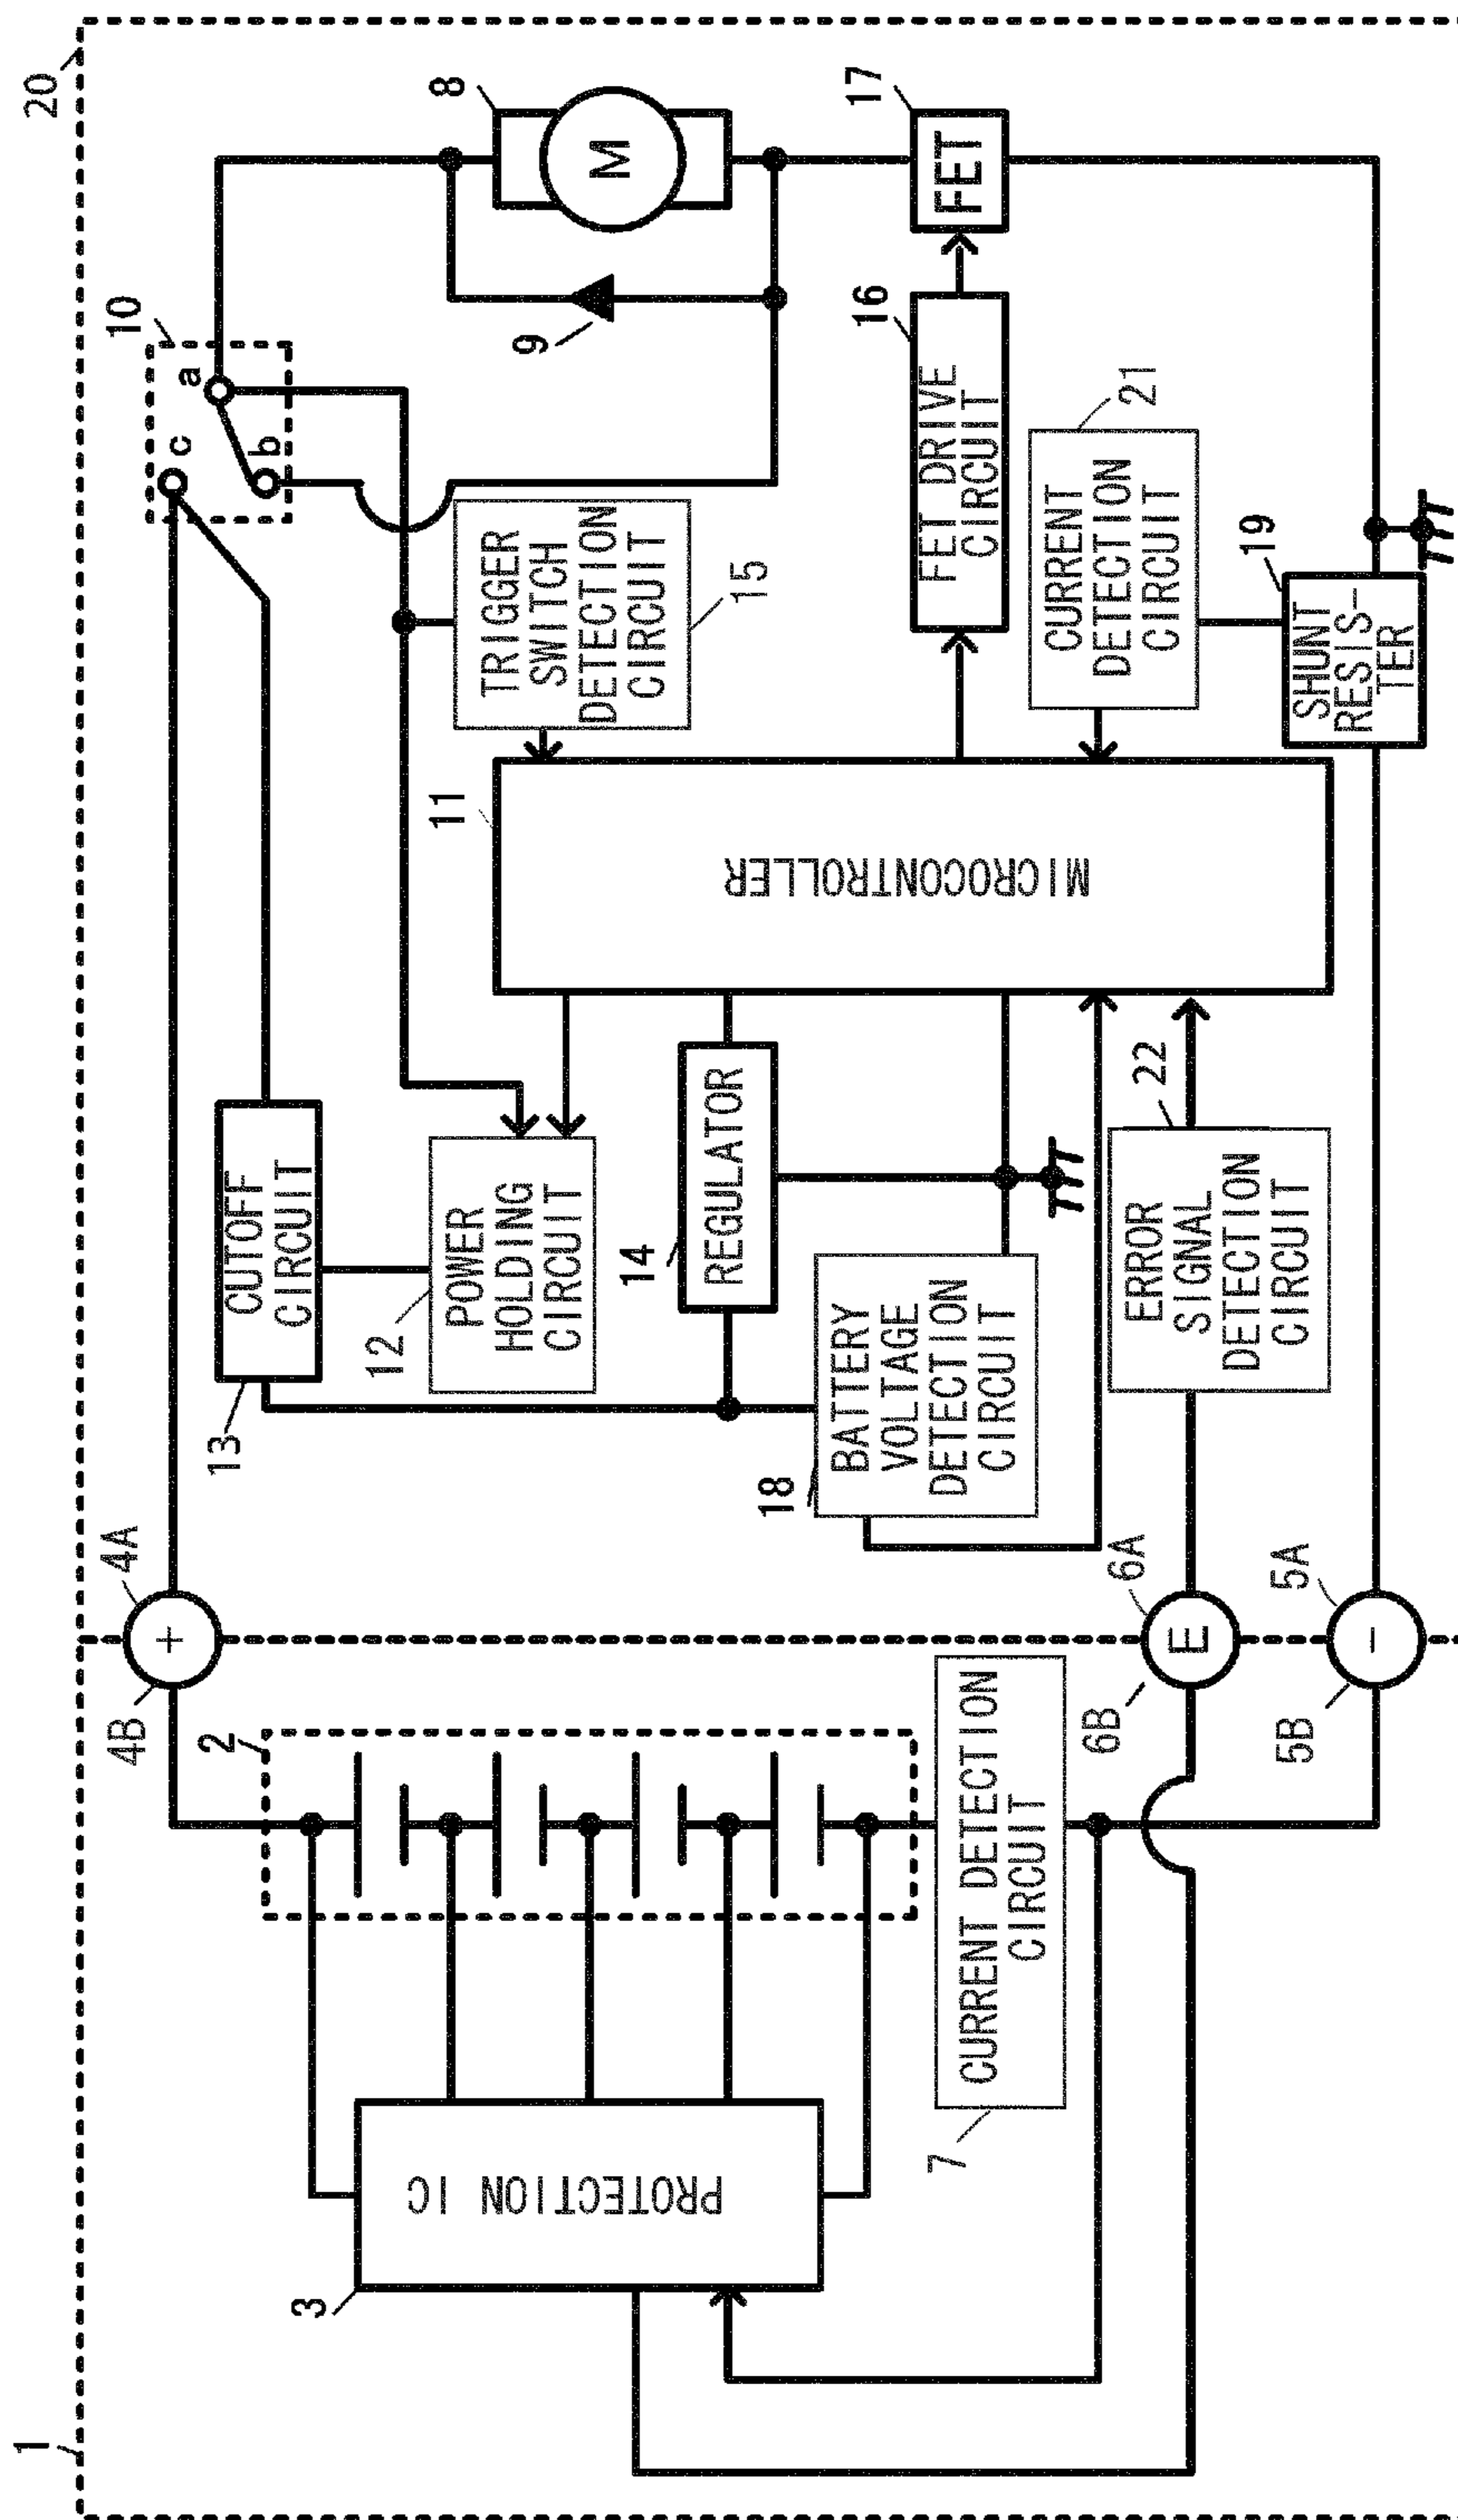 1
20
4B
4A
+
2
3
PROTECTION IC
7
CURRENT DETECTION
CIRCUIT
6B
6A
E
5B
5A
−
13
CUTOFF
CIRCUIT
12
POWER
HOLDING
CIRCUIT
14
REGULATOR
18
BATTERY
VOLTAGE
DETECTION
CIRCUIT
22
ERROR
SIGNAL
DETECTION
CIRCUIT
11
MICROCONTROLLER
10
c
a
b
TRIGGER
SWITCH
DETECTION
CIRCUIT
15
9
8
M
16
FET DRIVE
CIRCUIT
17
FET
21
CURRENT
DETECTION
CIRCUIT
19
SHUNT
RESIS-
TER